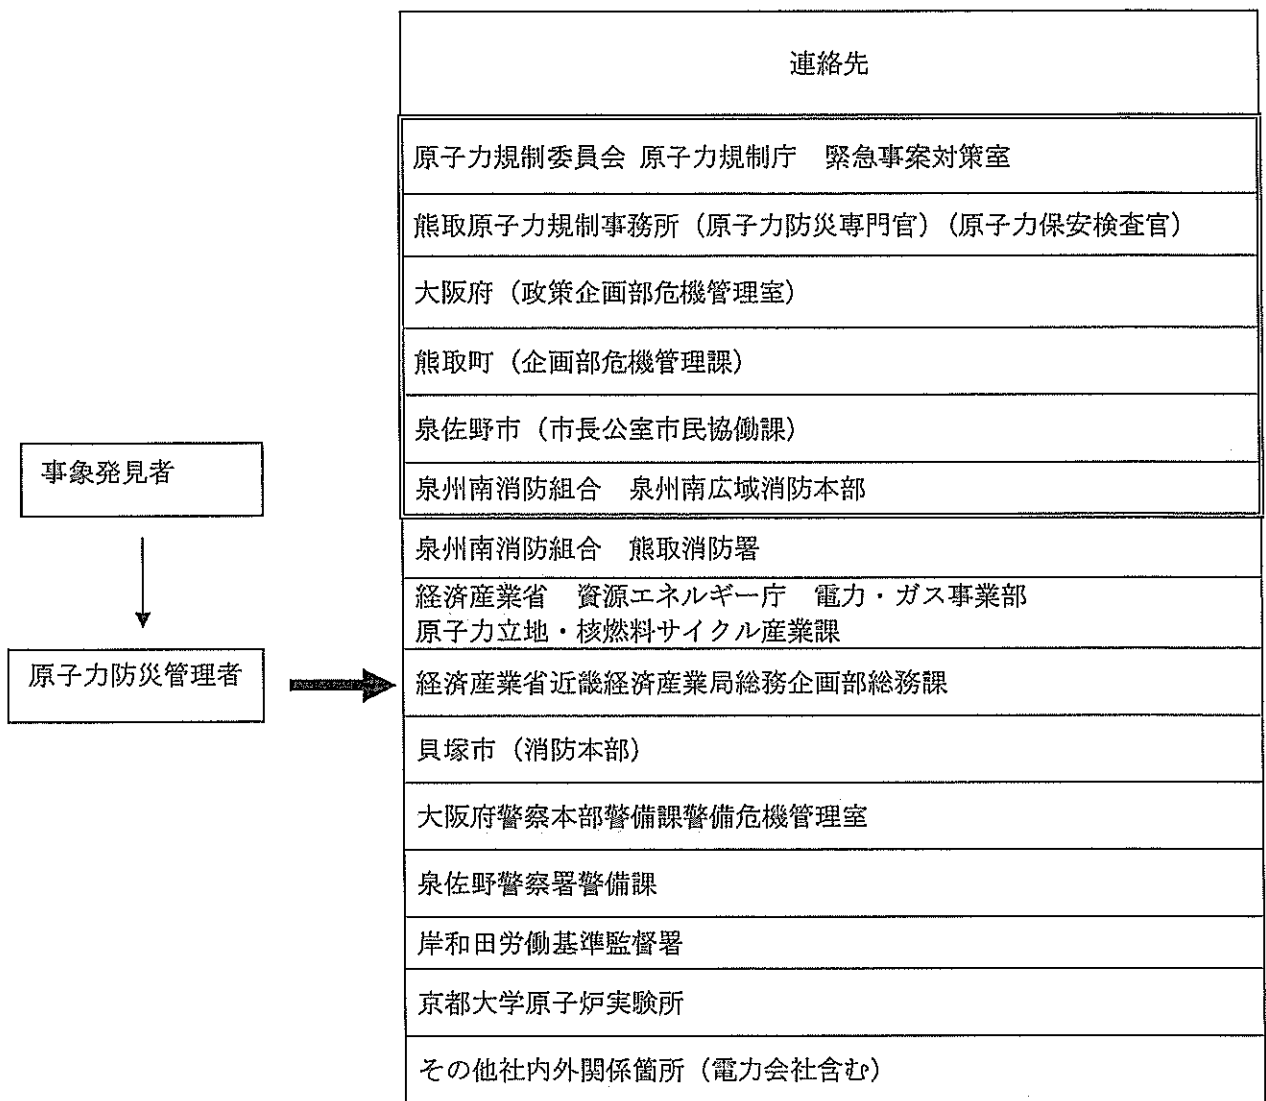 連絡先
原子力規制委員会 原子力規制庁　緊急事案対策室
熊取原子力規制事務所（原子力防災専門官）（原子力保安検査官）
大阪府（政策企画部危機管理室）
熊取町（企画部危機管理課）
泉佐野市（市長公室市民協働課）
泉州南消防組合　泉州南広域消防本部
泉州南消防組合　熊取消防署
経済産業省　資源エネルギー庁　電力・ガス事業部
原子力立地・核燃料サイクル産業課
経済産業省近畿経済産業局総務企画部総務課
貝塚市（消防本部）
大阪府警察本部警備課警備危機管理室
泉佐野警察署警備課
岸和田労働基準監督署
京都大学原子炉実験所
その他社内外関係箇所（電力会社含む）
事象発見者
原子力防災管理者